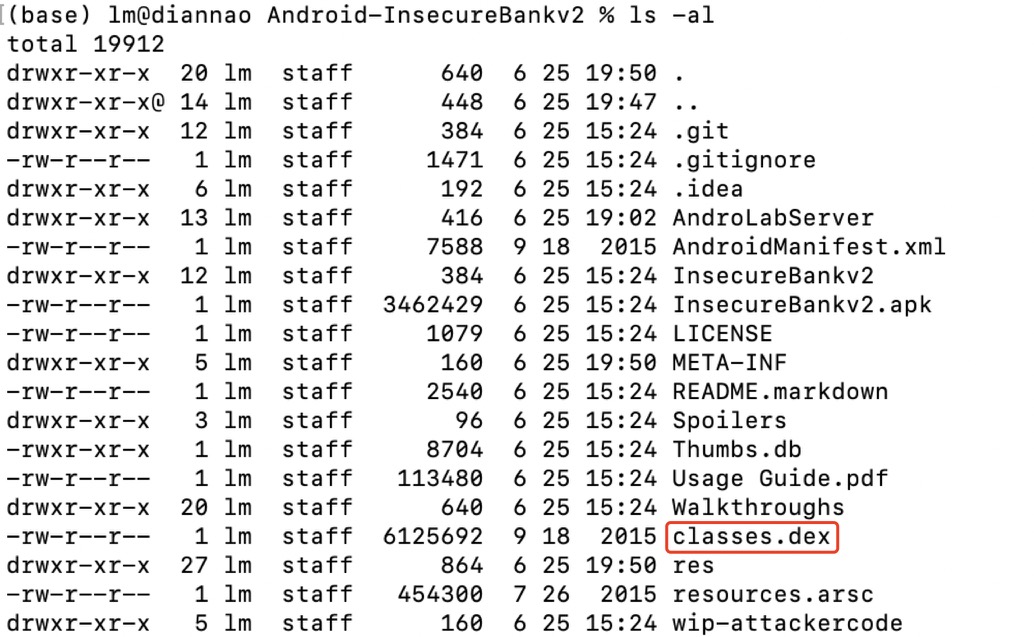 (base) lm@diannao Android-InsecureBankv2 % ls -al
total 19912
drwxr-xr-x  20 lm  staff      640  6 25 19:50 .
drwxr-xr-x@ 14 lm  staff      448  6 25 19:47 ..
drwxr-xr-x  12 lm  staff      384  6 25 15:24 .git
-rw-r--r--   1 lm  staff     1471  6 25 15:24 .gitignore
drwxr-xr-x   6 lm  staff      192  6 25 15:24 .idea
drwxr-xr-x  13 lm  staff      416  6 25 19:02 AndroLabServer
-rw-r--r--   1 lm  staff     7588  9 18  2015 AndroidManifest.xml
drwxr-xr-x  12 lm  staff      384  6 25 15:24 InsecureBankv2
-rw-r--r--   1 lm  staff  3462429  6 25 15:24 InsecureBankv2.apk
-rw-r--r--   1 lm  staff     1079  6 25 15:24 LICENSE
drwxr-xr-x   5 lm  staff      160  6 25 19:50 META-INF
-rw-r--r--   1 lm  staff     2540  6 25 15:24 README.markdown
drwxr-xr-x   3 lm  staff       96  6 25 15:24 Spoilers
-rwxr-xr-x   1 lm  staff     8704  6 25 15:24 Thumbs.db
-rw-r--r--   1 lm  staff   113480  6 25 15:24 Usage Guide.pdf
drwxr-xr-x  20 lm  staff      640  6 25 15:24 Walkthroughs
-rw-r--r--   1 lm  staff  6125692  9 18  2015 classes.dex
drwxr-xr-x  27 lm  staff      864  6 25 19:50 res
-rw-r--r--   1 lm  staff   454300  7 26  2015 resources.arsc
drwxr-xr-x   5 lm  staff      160  6 25 15:24 wip-attackercode